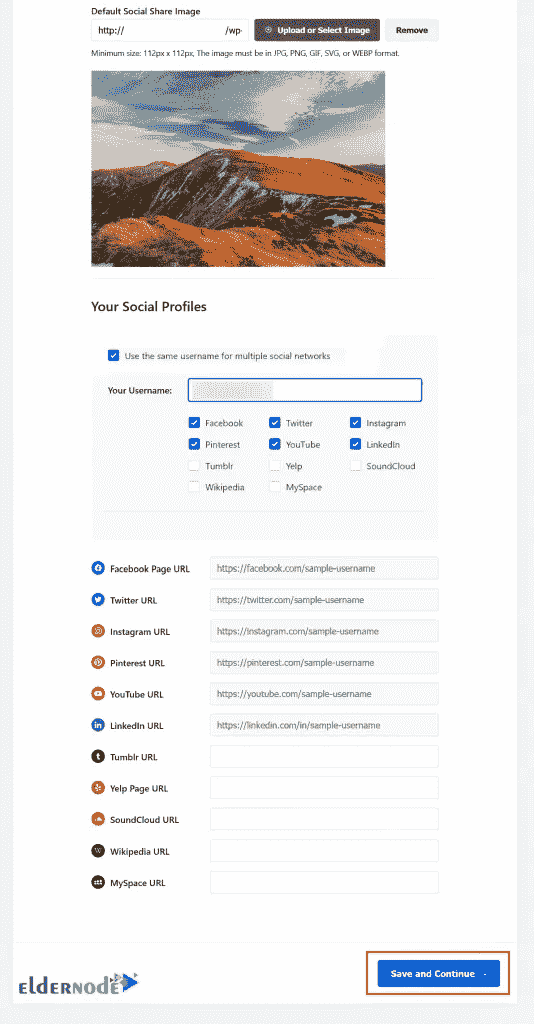 Default Social Share Image
http:// /wp- Upload or Select Image Remove
Minimum size: 112px x 112px, The image must be in JPG, PNG, GIF, SVG, or WEBP format.
Your Social Profiles
Use the same username for multiple social networks
Your Username:
Facebook Twitter Instagram
Pinterest YouTube LinkedIn
Tumblr Yelp SoundCloud
Wikipedia MySpace
Facebook Page URL https://facebook.com/sample-username
Twitter URL https://twitter.com/sample-username
Instagram URL https://instagram.com/sample-username
Pinterest URL https://pinterest.com/sample-username
YouTube URL https://youtube.com/sample-username
LinkedIn URL https://linkedin.com/in/sample-username
Tumblr URL
Yelp Page URL
SoundCloud URL
Wikipedia URL
MySpace URL
Save and Continue
eldernode